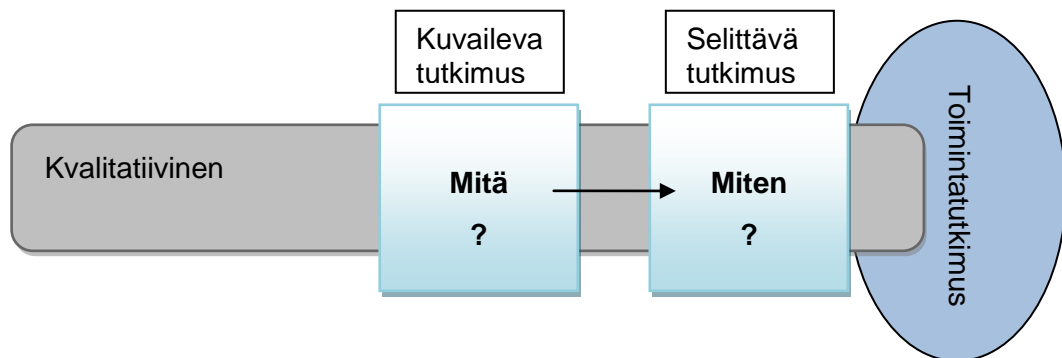 Kuvaileva
tutkimus
Selittävä
tutkimus
Kvalitatiivinen
Mitä
?
Miten
?
Toimintatutkimus